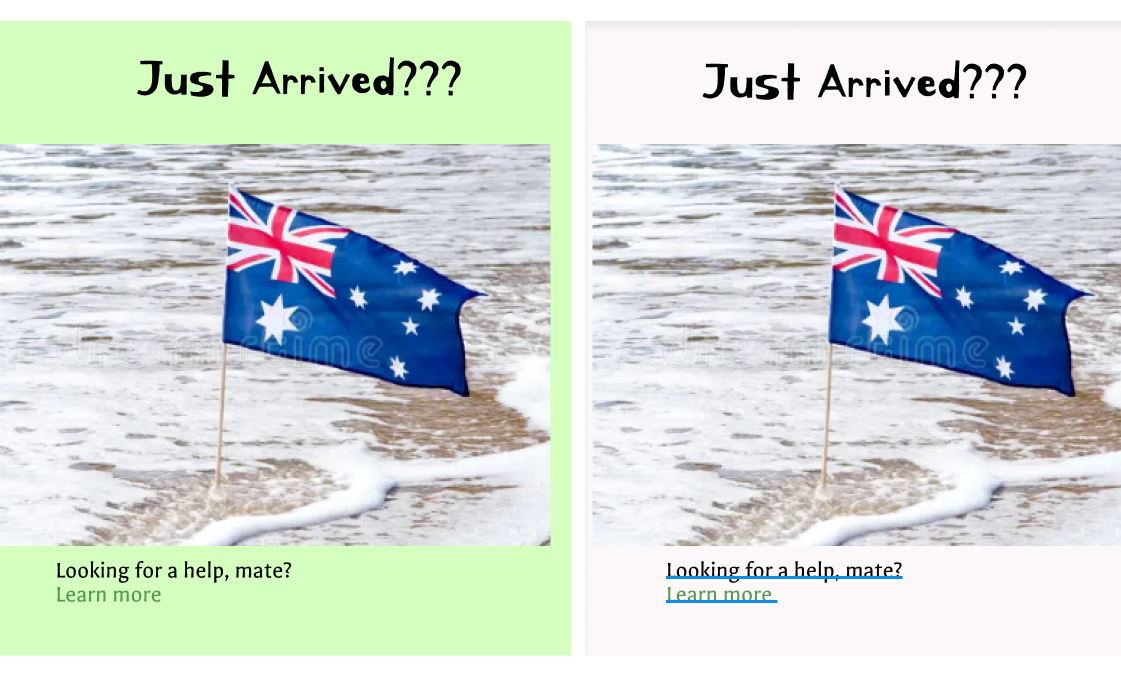 Just Arrived???
Just Arrived???
dreamstime
dreamstime
Looking for a help, mate?
Learn more
Looking for a help, mate?
Learn more